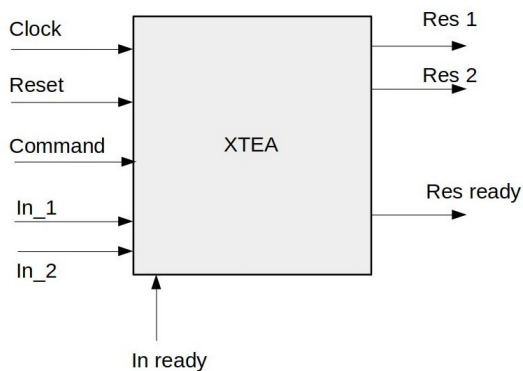 Clock
Res 1
Reset
Res 2
Command
XTEA
In_1
Res ready
In_2
In ready